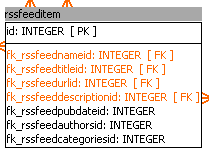 rssfeeditem
id: INTEGER [ PK ]
fk_rssfeednameid: INTEGER [ FK ]
fk_rssfeedtitleid: INTEGER [ FK ]
fk_rssfeedurlid: INTEGER [ FK ]
fk_rssfeeddescriptionid: INTEGER [ FK ]
fk_rssfeedpubdateid: INTEGER
fk_rssfeedauthorsid: INTEGER
fk_rssfeedcategoriesid: INTEGER